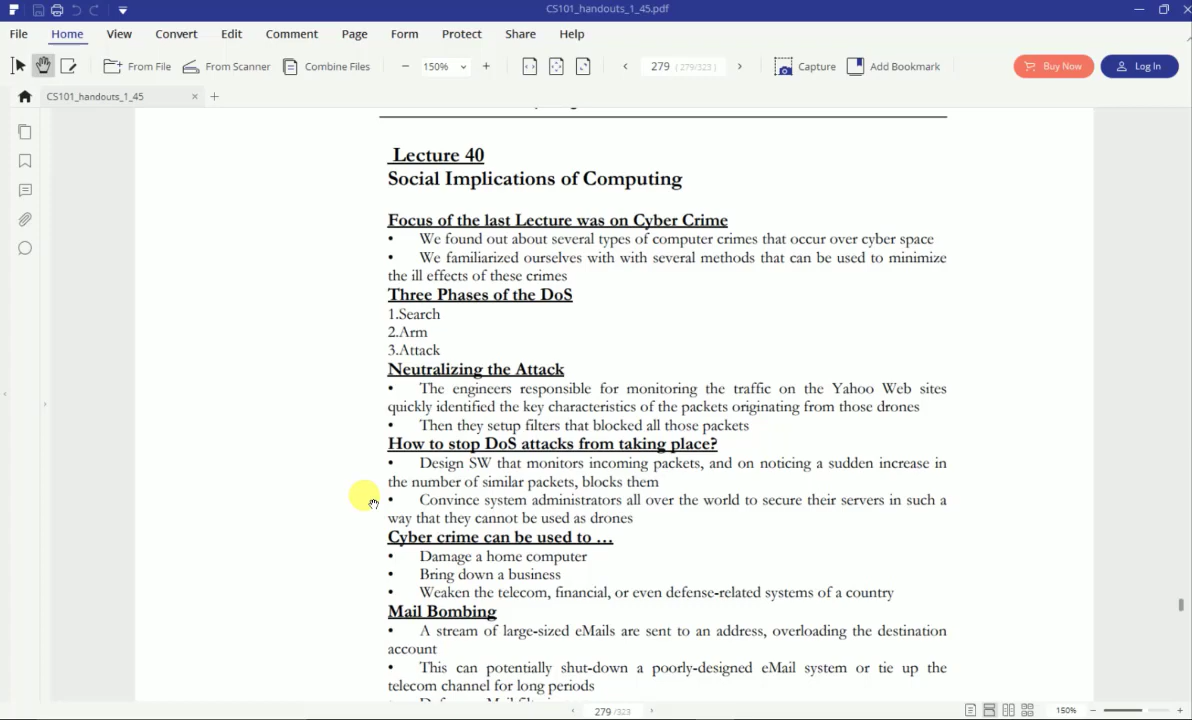 CS101_handouts_1_45.pdf
File Home View Convert Edit Comment Page Form Protect Share Help
From File From Scanner Combine Files 150% 279 (279/323) Capture Add Bookmark Buy Now Log In
CS101_handouts_1_45
Lecture 40
Social Implications of Computing
Focus of the last Lecture was on Cyber Crime
• We found out about several types of computer crimes that occur over cyber space
• We familiarized ourselves with with several methods that can be used to minimize
the ill effects of these crimes
Three Phases of the DoS
1.Search
2.Arm
3.Attack
Neutralizing the Attack
• The engineers responsible for monitoring the traffic on the Yahoo Web sites
quickly identified the key characteristics of the packets originating from those drones
• Then they setup filters that blocked all those packets
How to stop DoS attacks from taking place?
• Design SW that monitors incoming packets, and on noticing a sudden increase in
the number of similar packets, blocks them
• Convince system administrators all over the world to secure their servers in such a
way that they cannot be used as drones
Cyber crime can be used to …
• Damage a home computer
• Bring down a business
• Weaken the telecom, financial, or even defense-related systems of a country
Mail Bombing
• A stream of large-sized eMails are sent to an address, overloading the destination
account
• This can potentially shut-down a poorly-designed eMail system or tie up the
telecom channel for long periods
279 /323 150%